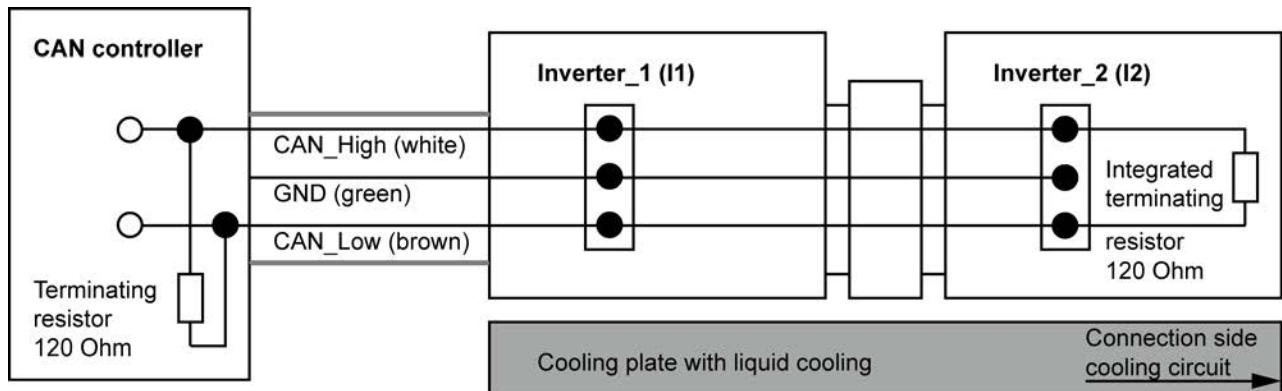 CAN controller
Inverter_1 (I1)
Inverter_2 (I2)
CAN_High (white)
GND (green)
CAN_Low (brown)
Terminating
resistor
120 Ohm
Integrated
terminating
resistor
120 Ohm
Cooling plate with liquid cooling
Connection side
cooling circuit